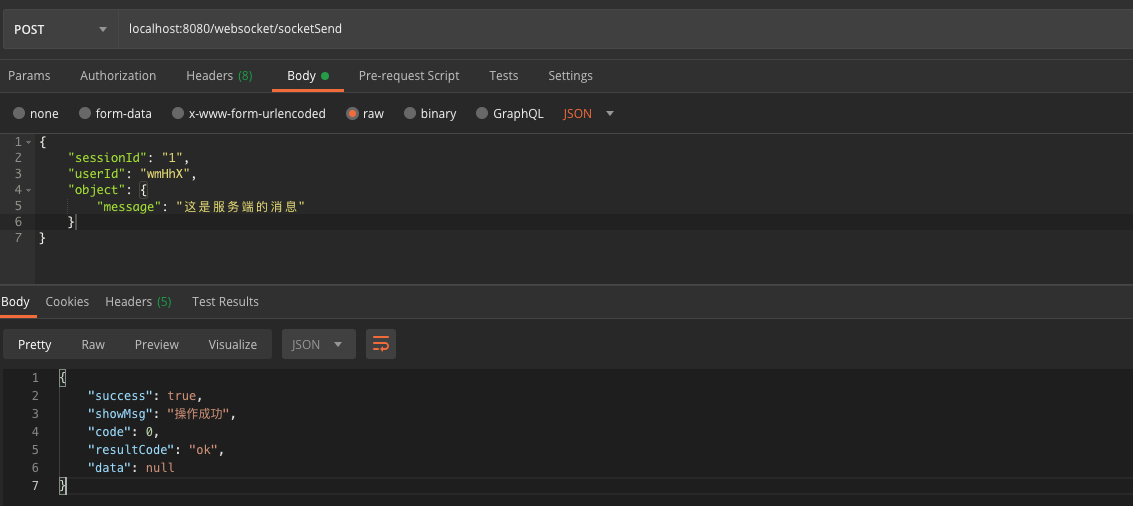 POST localhost:8080/websocket/socketSend
Params Authorization Headers (8) Body Pre-request Script Tests Settings
none form-data x-www-form-urlencoded raw binary GraphQL JSON
1 {
2 "sessionId": "1",
3 "userId": "wmHhX",
4 "object": {
5 "message": "这是服务端的消息"
6 }
7 }
Body Cookies Headers (5) Test Results
Pretty Raw Preview Visualize JSON
1 {
2 "success": true,
3 "showMsg": "操作成功",
4 "code": 0,
5 "resultCode": "ok",
6 "data": null
7 }